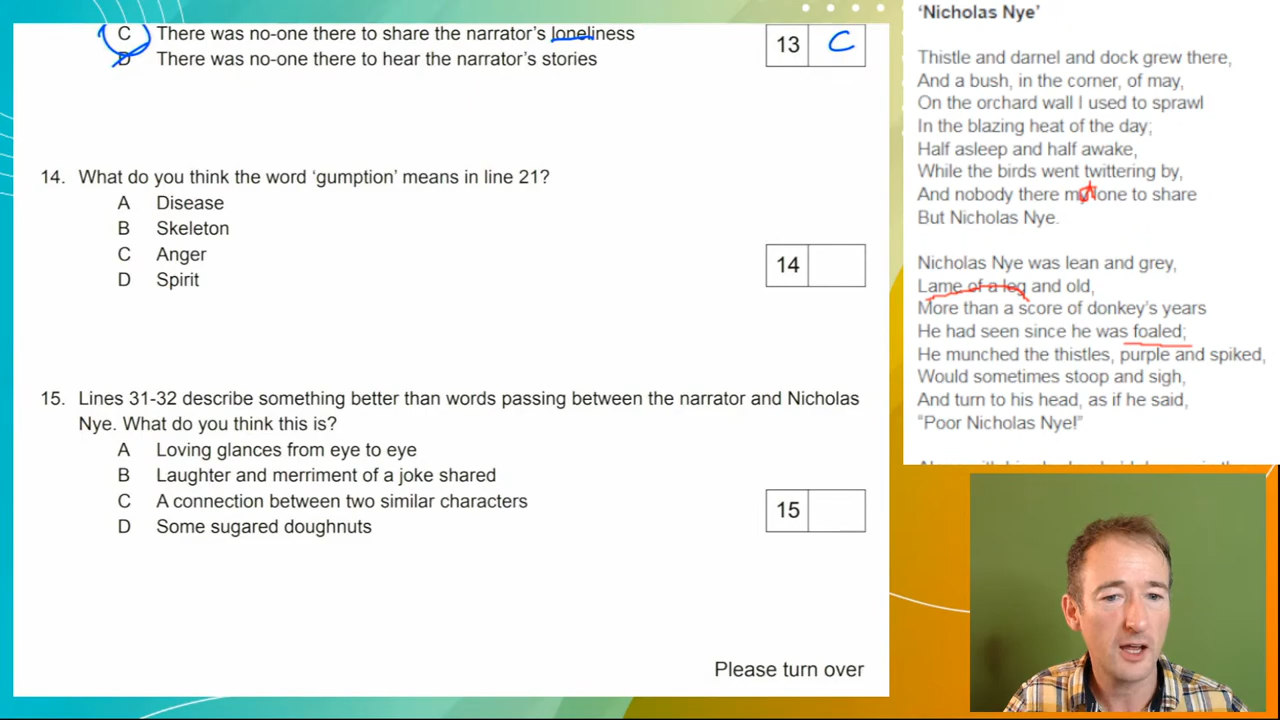 C There was no-one there to share the narrator's loneliness
D There was no-one there to hear the narrator's stories
13 C
14. What do you think the word 'gumption' means in line 21?
A Disease
B Skeleton
C Anger
D Spirit
14
15. Lines 31-32 describe something better than words passing between the narrator and Nicholas
Nye. What do you think this is?
A Loving glances from eye to eye
B Laughter and merriment of a joke shared
C A connection between two similar characters
D Some sugared doughnuts
15
Please turn over
'Nicholas Nye'
Thistle and darnel and dock grew there,
And a bush, in the corner, of may,
On the orchard wall I used to sprawl
In the blazing heat of the day;
Half asleep and half awake,
While the birds went twittering by,
And nobody there one to share
But Nicholas Nye.
Nicholas Nye was lean and grey,
Lame of a leg and old,
More than a score of donkey's years
He had seen since he was foaled;
He munched the thistles, purple and spiked,
Would sometimes stoop and sigh,
And turn to his head, as if he said,
"Poor Nicholas Nye!"